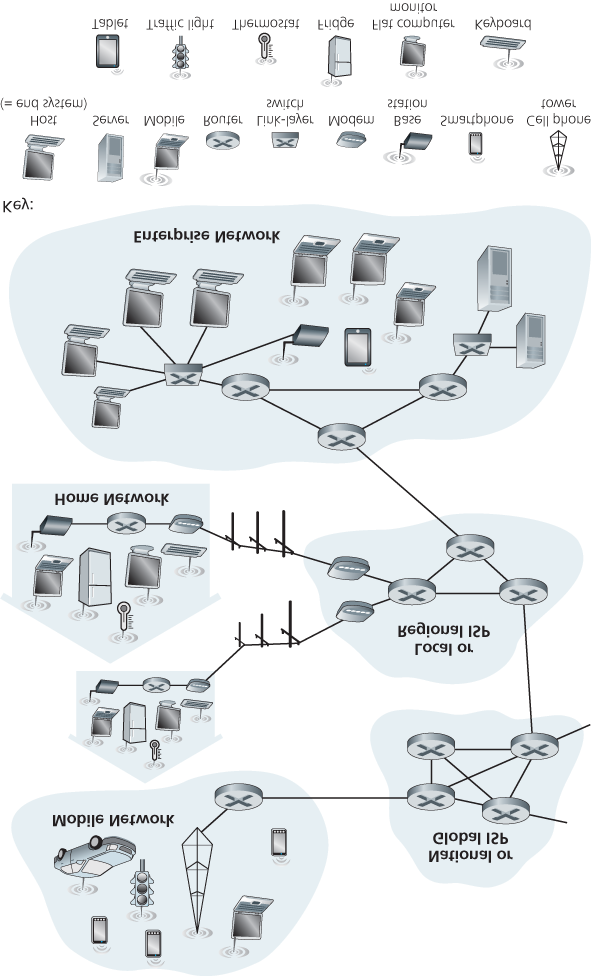 Mobile Network
National or
Global ISP
Local or
Regional ISP
Home Network
Enterprise Network
Key:
Host
(= end system)
Server
Mobile
Router
Link-layer
switch
Modem
Base
station
Smartphone
Cell phone
tower
Tablet
Traffic light
Thermostat
Fridge
Flat computer
monitor
Keyboard